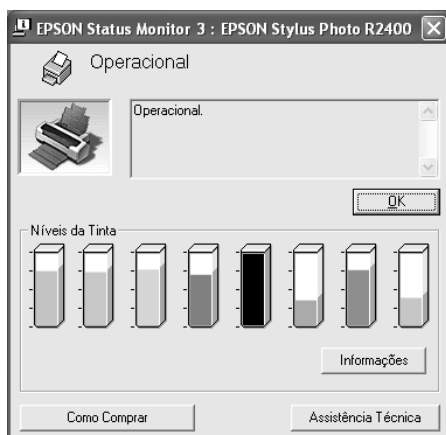 EPSON Status Monitor 3 : EPSON Stylus Photo R2400
Operacional
Operacional.
OK
Níveis da Tinta
Informações
Como Comprar
Assistência Técnica